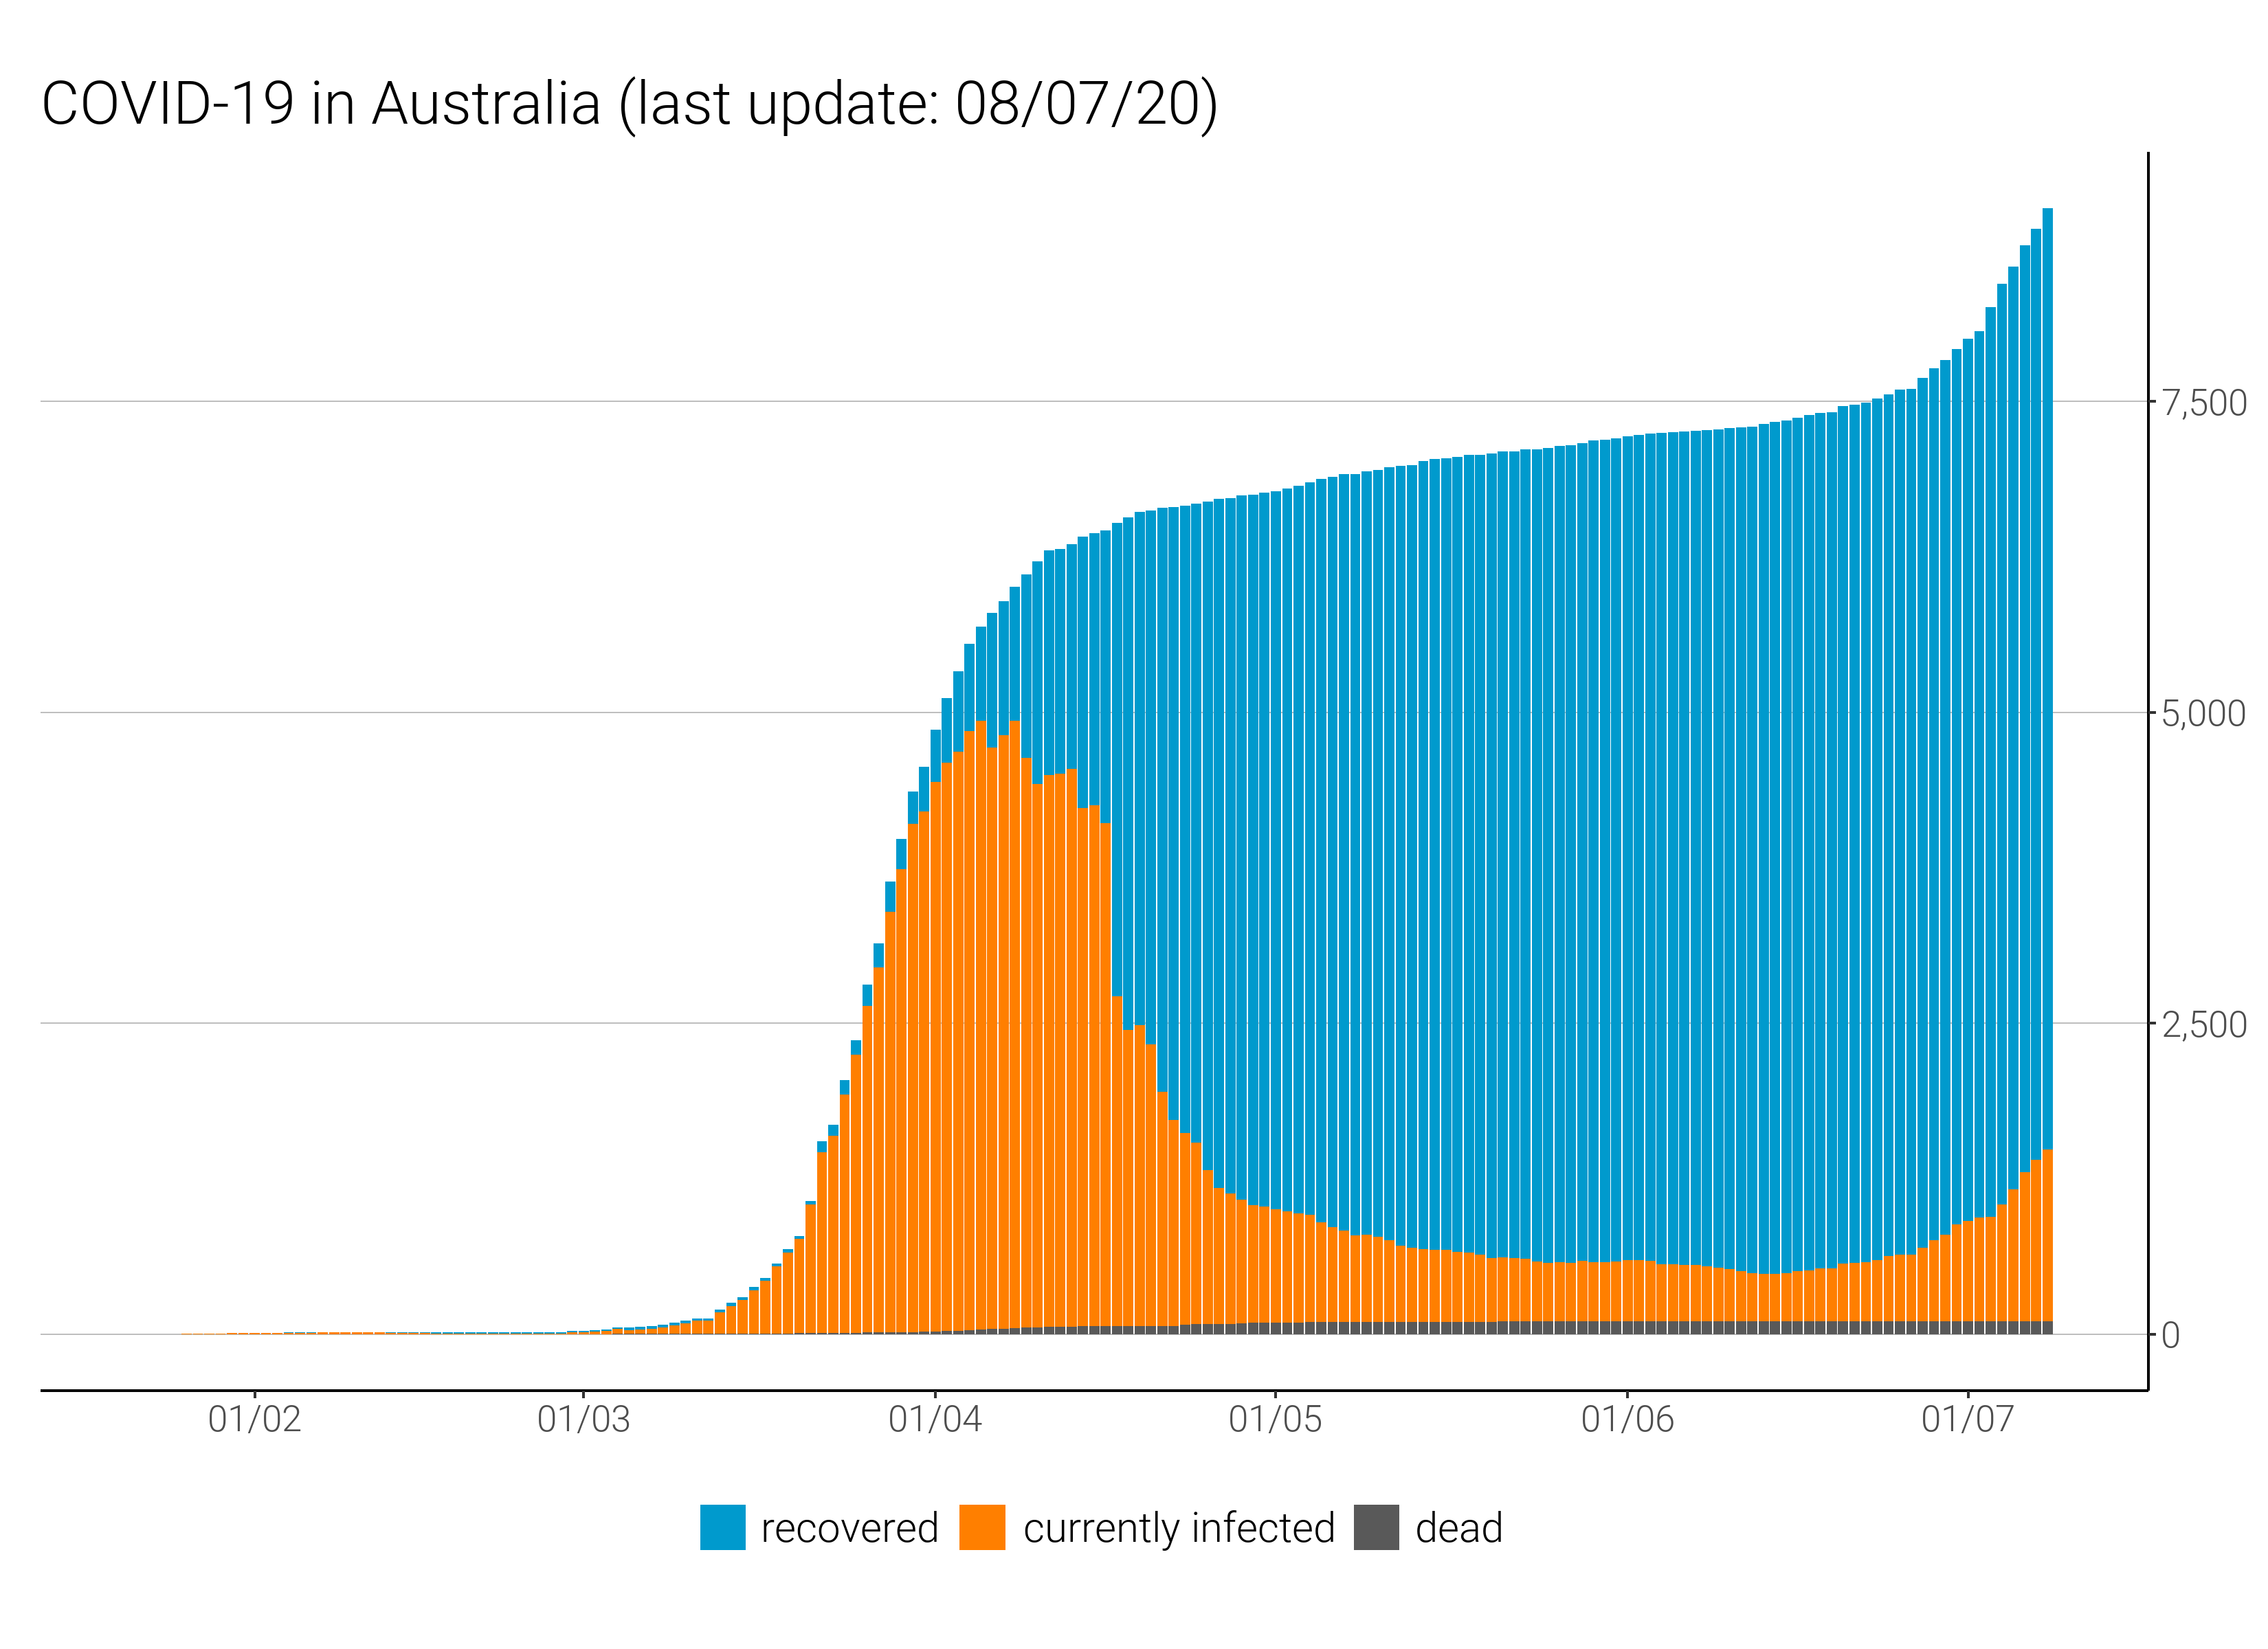 COVID-19 in Australia (last update: 08/07/20)
7,500
5,000
2,500
0
01/02 01/03 01/04 01/05 01/06 01/07
recovered currently infected dead